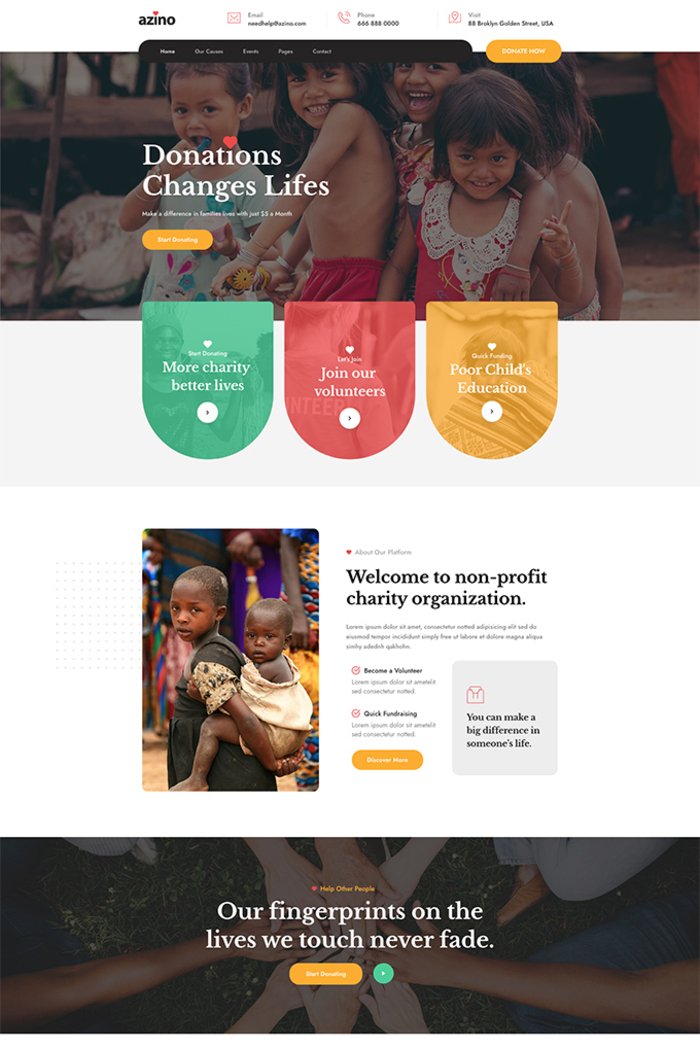 azino
Email
needhelp@azino.com
Phone
666 888 0000
Visit
88 Broklyn Golden Street, USA
Home
Our Causes
Events
Pages
Contact
DONATE NOW
Donations
Changes Lifes
Make a difference in families lives with just $5 a Month
Start Donating
Start Donating
More charity
better lives
Let's Join
Join our
volunteers
Quick Funding
Poor Child's
Education
About Our Platform
Welcome to non-profit
charity organization.
Lorem ipsum dolor sit amet, consectetur notted adipisicing elit sed do
eiusmod tempor incididunt simply free ut labore et dolore magna aliqua
simhy adednh qakhohn.
Become a Volunteer
Lorem ipsum dolor sit ametelit
sed consectetur notted.
Quick Fundraising
Lorem ipsum dolor sit ametelit
sed consectetur notted.
Discover More
You can make a
big difference in
someone's life.
Help Other People
Our fingerprints on the
lives we touch never fade.
Start Donating